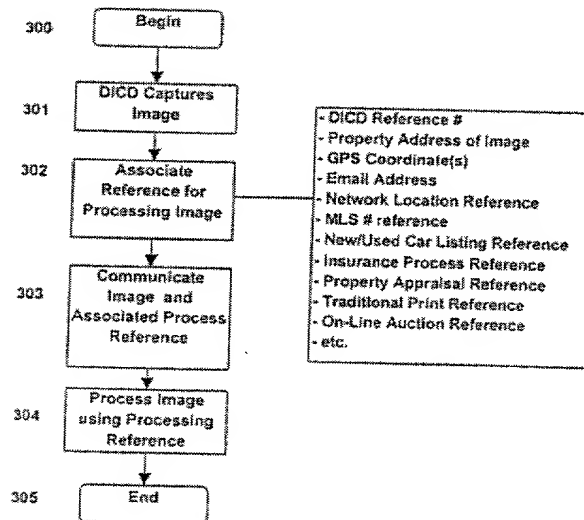 300
Begin
301
DICD Captures
Image
302
Associate
Reference for
Processing Image
- DICD Reference #
- Property Address of Image
- GPS Coordinate(s)
- Email Address
- Network Location Reference
- MLS # reference
- New/Used Car Listing Reference
- Insurance Process Reference
- Property Appraisal Reference
- Traditional Print Reference
- On-Line Auction Reference
- etc.
303
Communicate
Image and
Associated Process
Reference
304
Process Image
using Processing
Reference
305
End